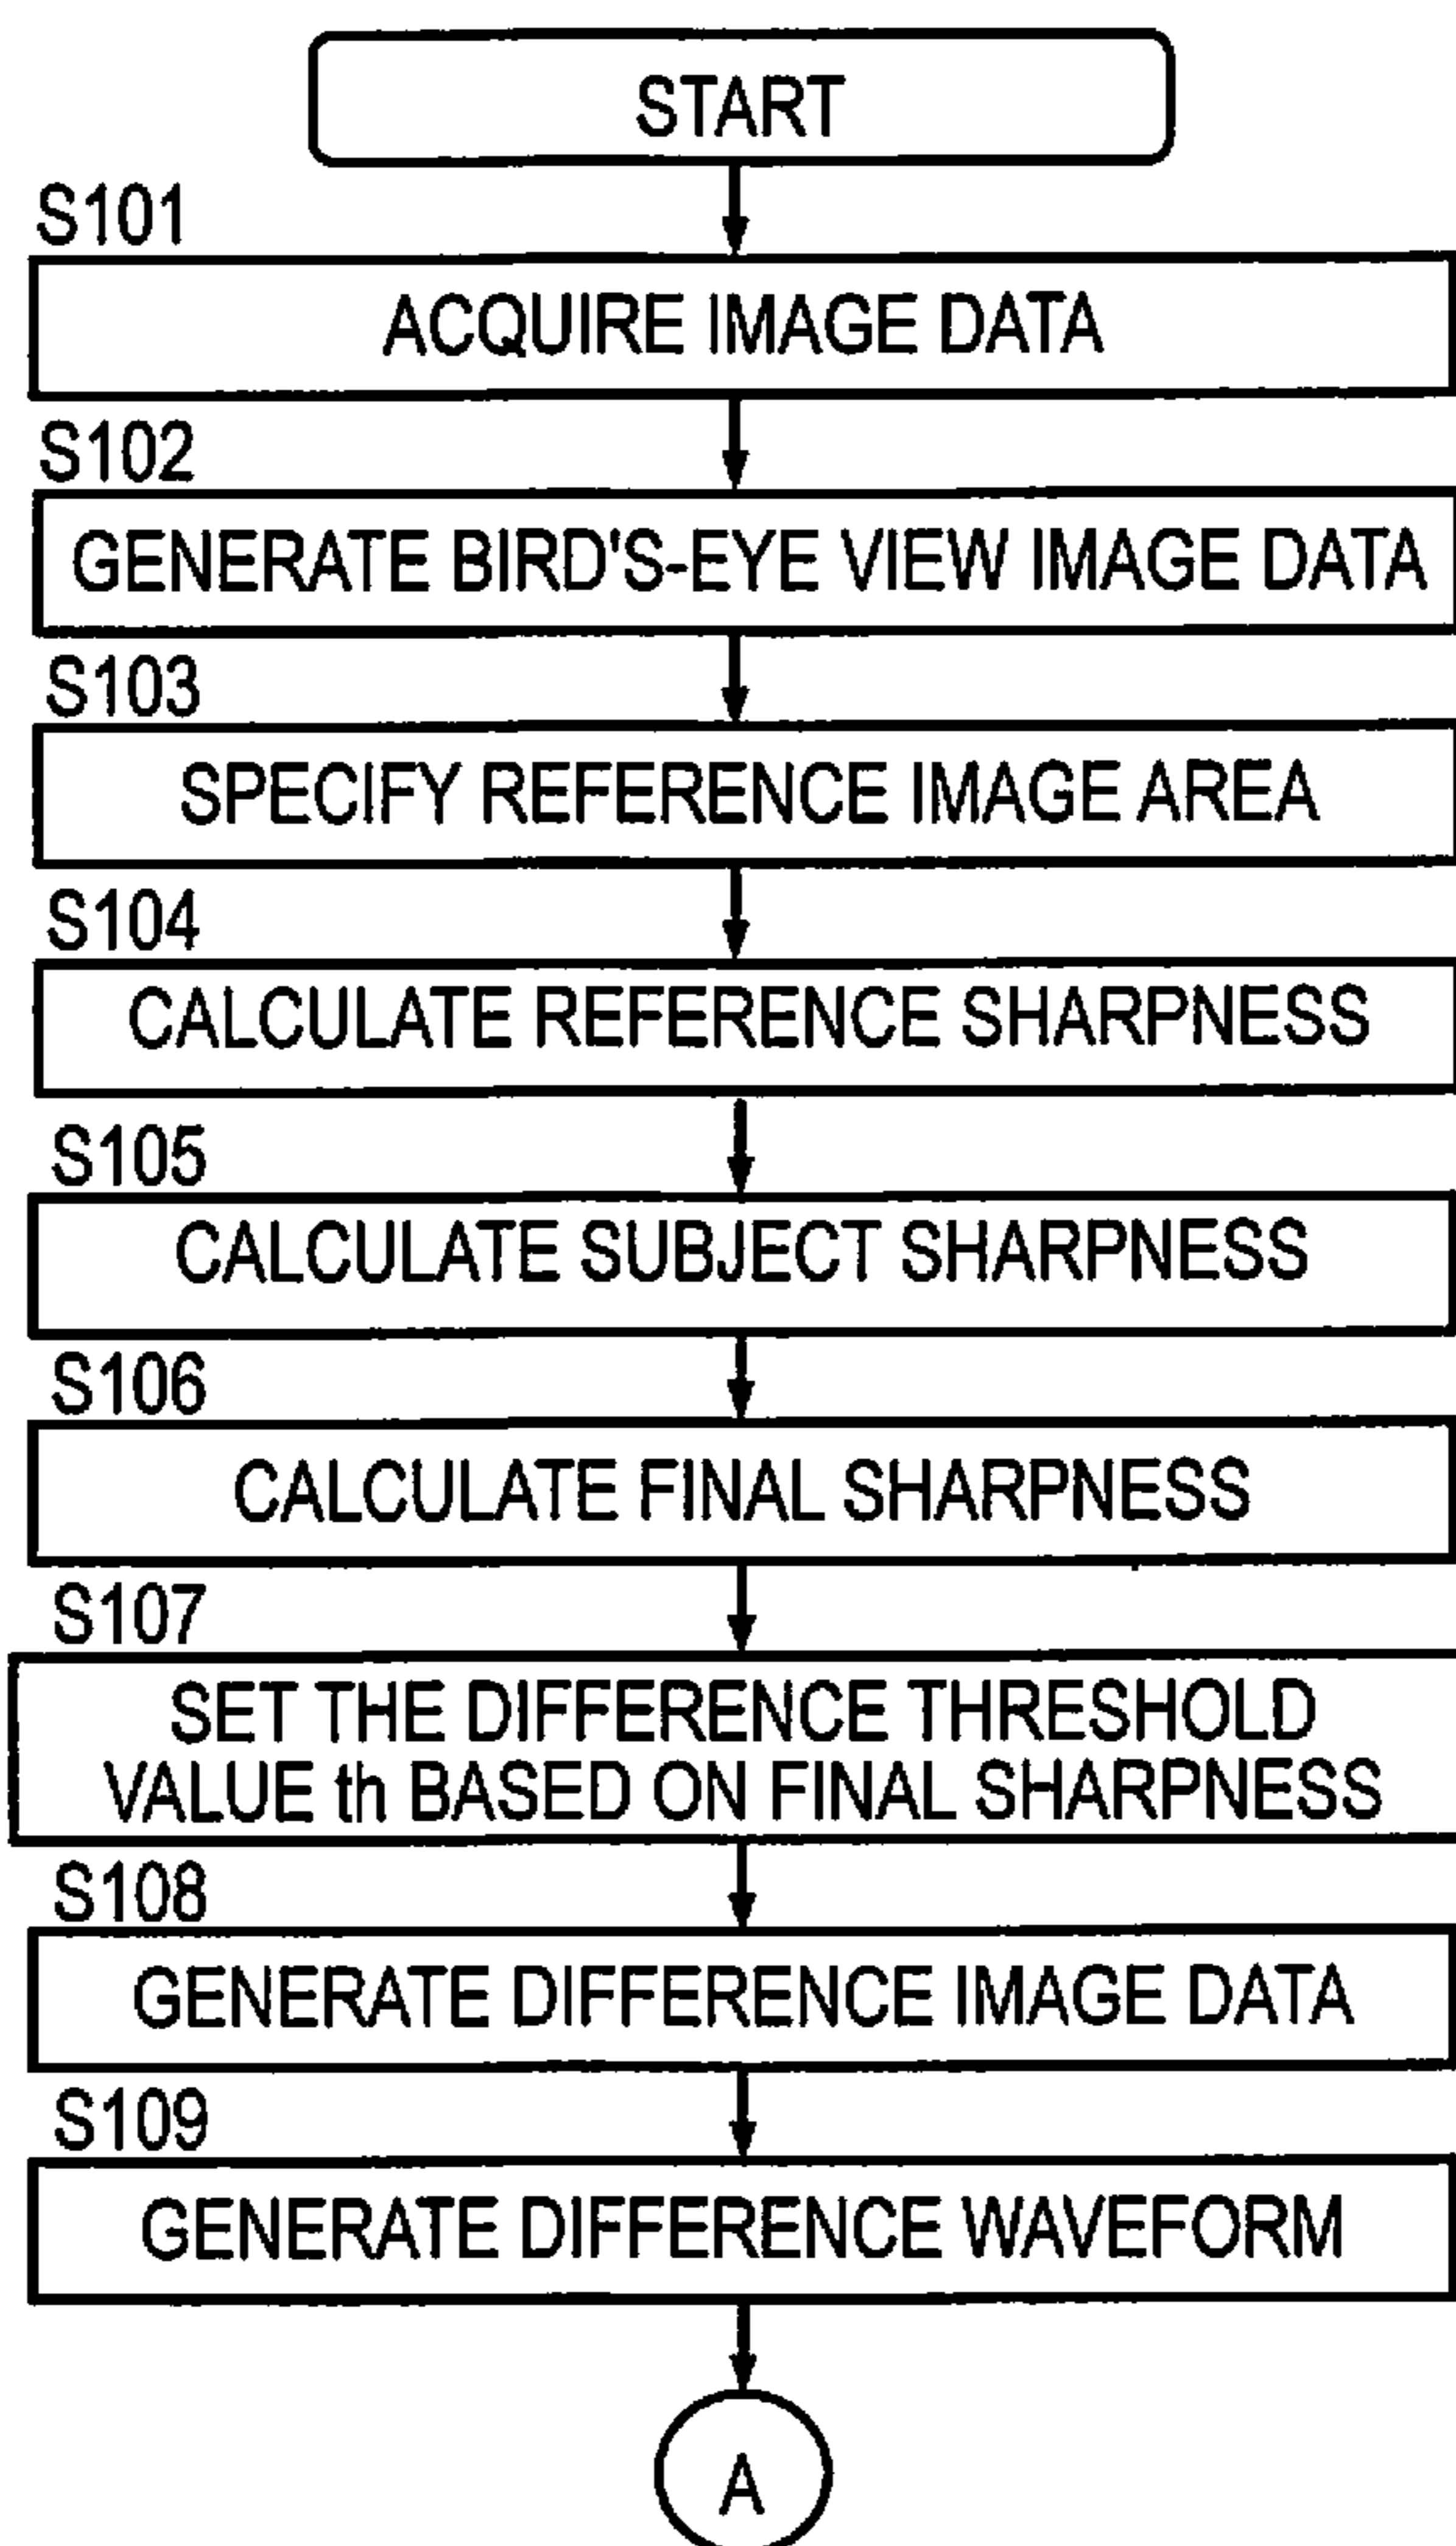 START
S101
ACQUIRE IMAGE DATA
S102
GENERATE BIRD'S-EYE VIEW IMAGE DATA
S103
SPECIFY REFERENCE IMAGE AREA
S104
CALCULATE REFERENCE SHARPNESS
S105
CALCULATE SUBJECT SHARPNESS
S106
CALCULATE FINAL SHARPNESS
S107
SET THE DIFFERENCE THRESHOLD
VALUE th BASED ON FINAL SHARPNESS
S108
GENERATE DIFFERENCE IMAGE DATA
S109
GENERATE DIFFERENCE WAVEFORM
A